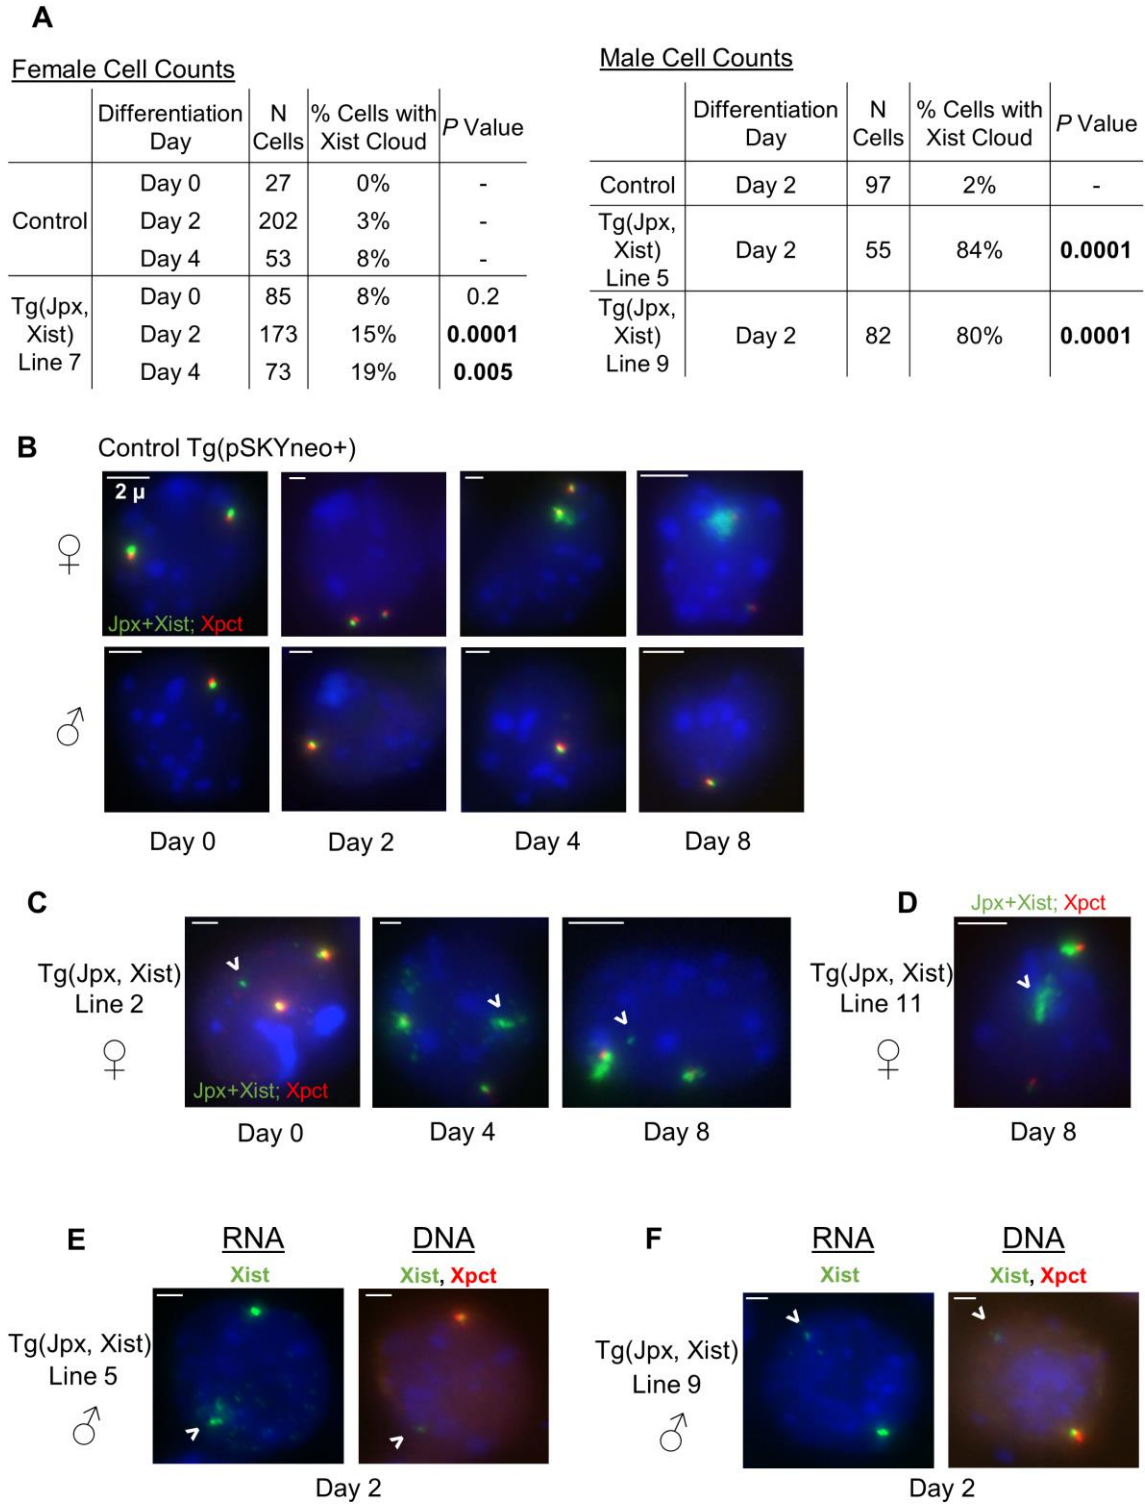 A
Female Cell Counts
Differentiation Day	N Cells	% Cells with Xist Cloud	P Value
Control	Day 0	27	0%	-
Day 2	202	3%	-
Day 4	53	8%	-
Tg(Jpx, Xist) Line 7	Day 0	85	8%	0.2
Day 2	173	15%	0.0001
Day 4	73	19%	0.005
Male Cell Counts
Differentiation Day	N Cells	% Cells with Xist Cloud	P Value
Control	Day 2	97	2%	-
Tg(Jpx, Xist) Line 5	Day 2	55	84%	0.0001
Tg(Jpx, Xist) Line 9	Day 2	82	80%	0.0001
B
Control Tg(pSKYneo+)
2 µ
♀
Jpx+Xist; Xpct
♂
Day 0	Day 2	Day 4	Day 8
C
Tg(Jpx, Xist)
Line 2
♀
Jpx+Xist; Xpct
Day 0	Day 4	Day 8
D
Jpx+Xist; Xpct
Tg(Jpx, Xist)
Line 11
♀
Day 8
E
RNA	DNA
Xist	Xist, Xpct
Tg(Jpx, Xist)
Line 5
♂
Day 2
F
RNA	DNA
Xist	Xist, Xpct
Tg(Jpx, Xist)
Line 9
♂
Day 2